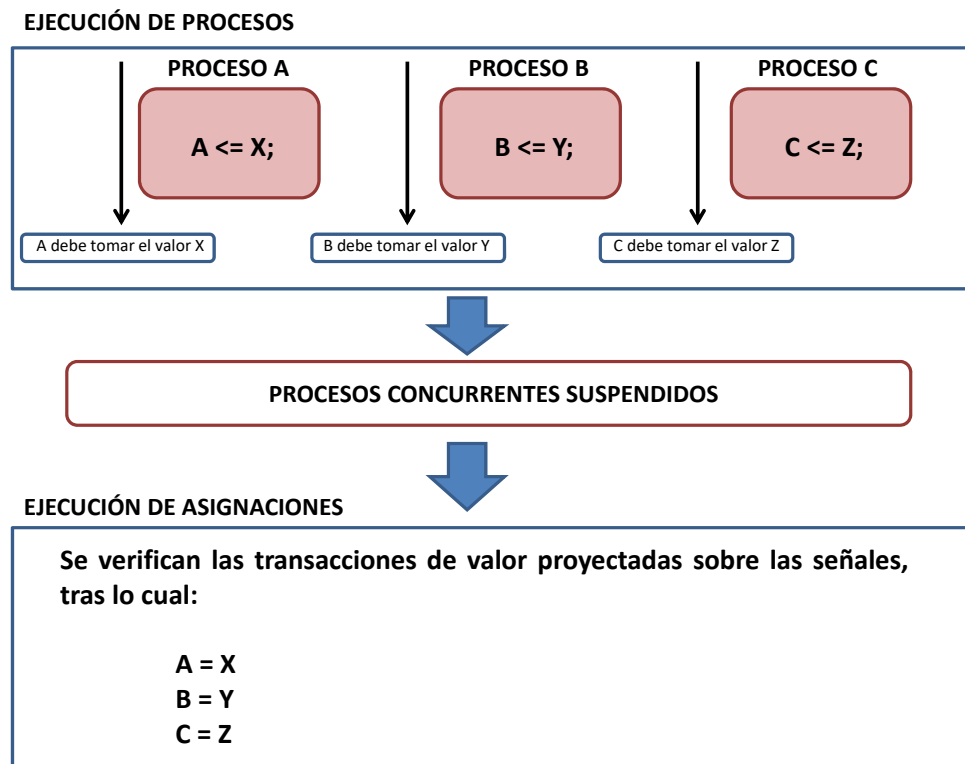 EJECUCIÓN DE PROCESOS
PROCESO A
PROCESO B
PROCESO C
A <= X;
B <= Y;
C <= Z;
A debe tomar el valor X
B debe tomar el valor Y
C debe tomar el valor Z
PROCESOS CONCURRENTES SUSPENDIDOS
EJECUCIÓN DE ASIGNACIONES
Se verifican las transacciones de valor proyectadas sobre las señales,
tras lo cual:
A = X
B = Y
C = Z